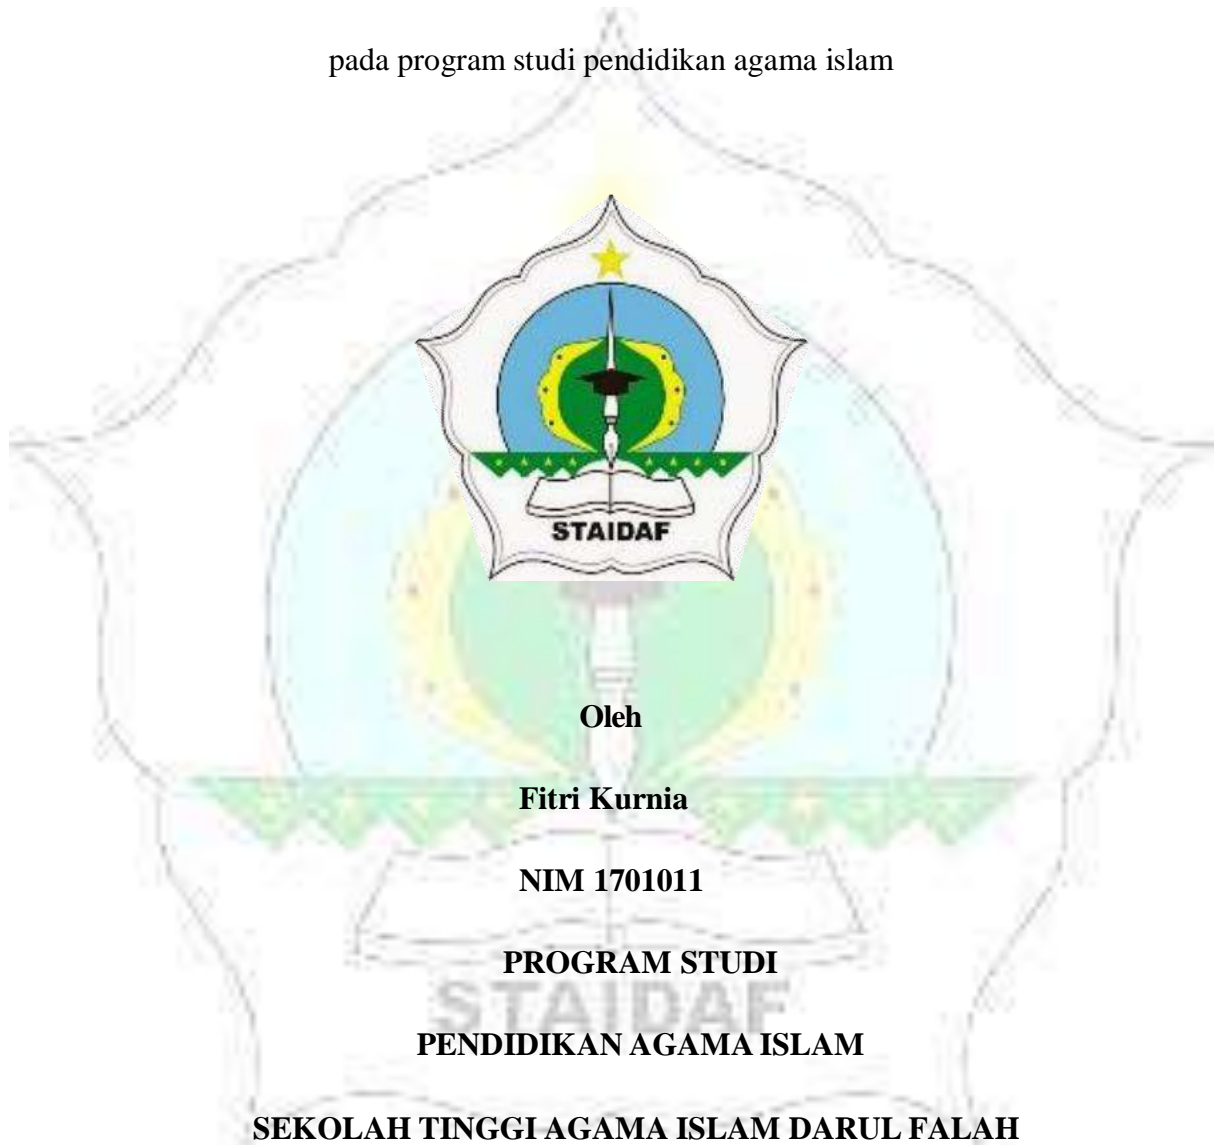 pada program studi pendidikan agama islam
STAIDAF
Oleh
Fitri Kurnia
NIM 1701011
PROGRAM STUDI
STAIDAF
PENDIDIKAN AGAMA ISLAM
SEKOLAH TINGGI AGAMA ISLAM DARUL FALAH